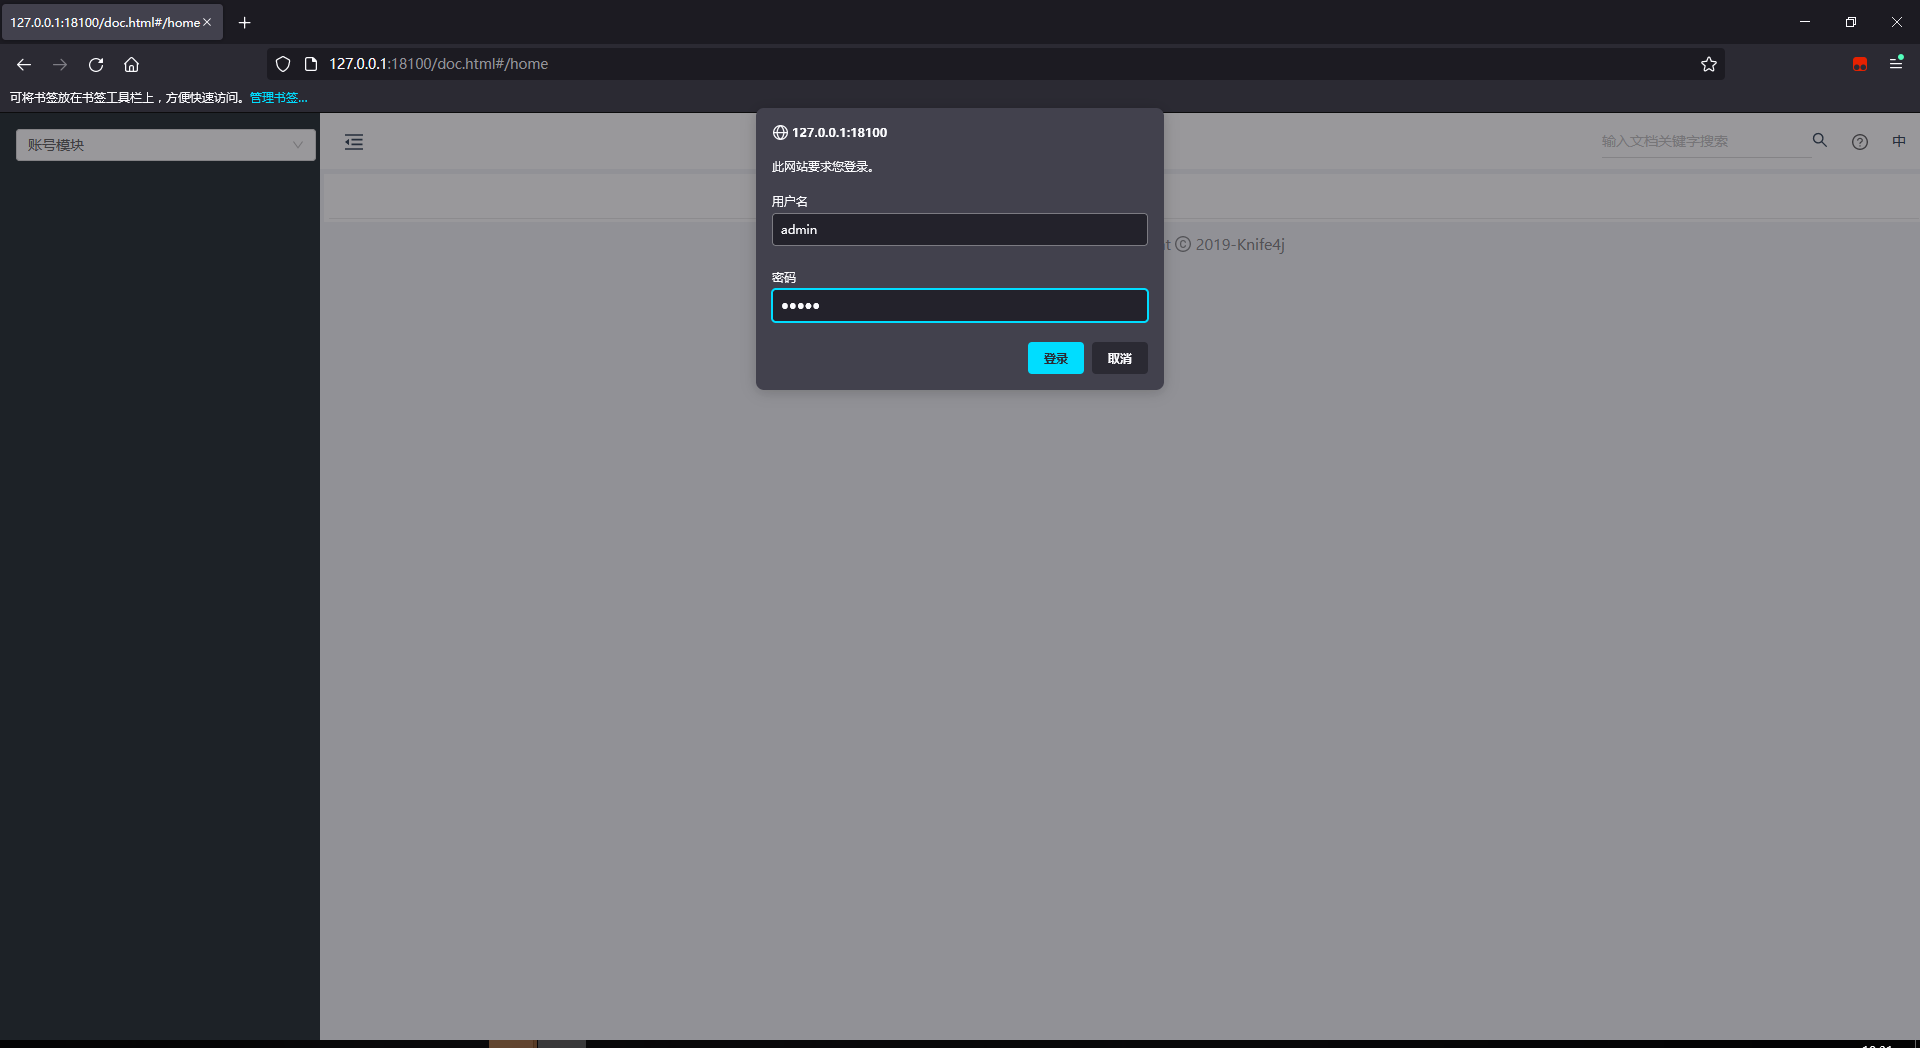 127.0.0.1:18100/doc.html#/home
127.0.0.1:18100/doc.html#/home
可将书签放在书签工具栏上，方便快速访问。管理书签...
账号模块
输入文档关键字搜索
中
127.0.0.1:18100
此网站要求您登录。
用户名
admin
密码
登录 取消
2019-Knife4j